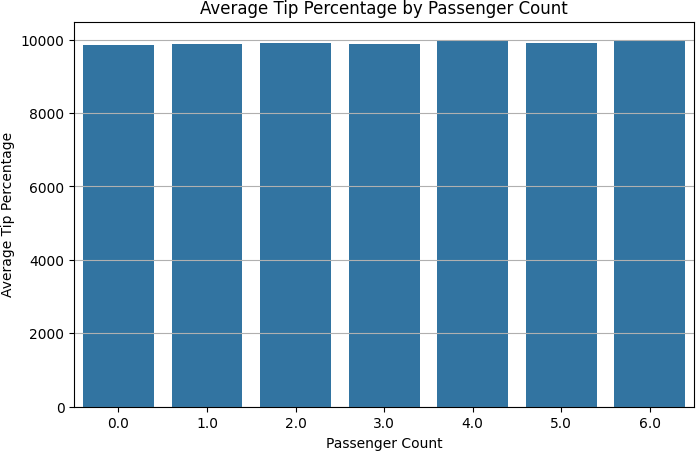 Average Tip Percentage by Passenger Count
Average Tip Percentage
10000
8000
6000
4000
2000
0
0.0 1.0 2.0 3.0 4.0 5.0 6.0
Passenger Count